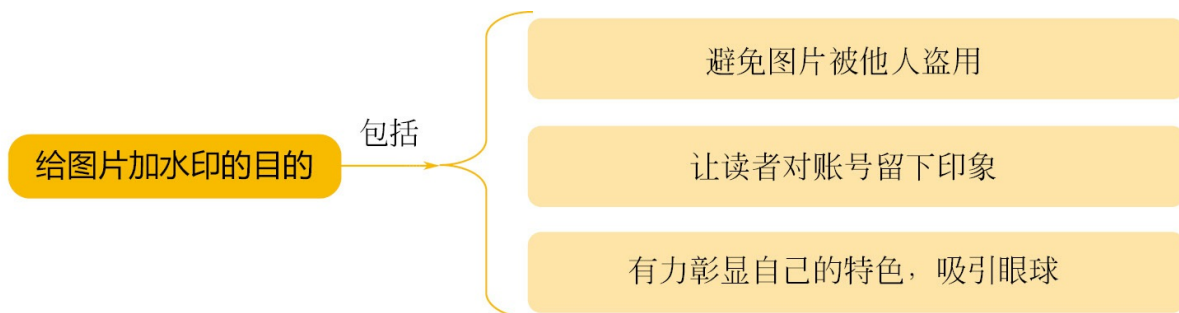 给图片加水印的目的
包括
避免图片被他人盗用
让读者对账号留下印象
有力彰显自己的特色，吸引眼球